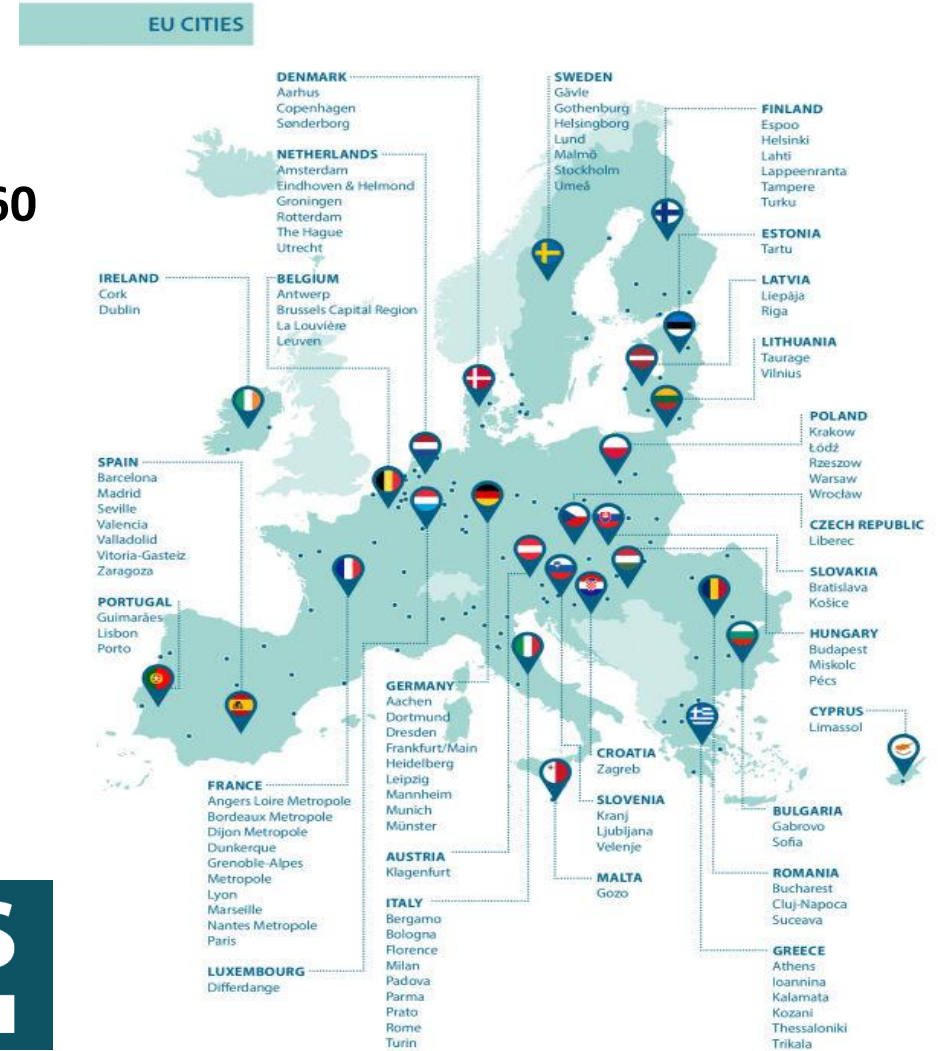 EU CITIES
60
DENMARK
Aarhus
Copenhagen
Sønderborg
NETHERLANDS
Amsterdam
Eindhoven & Helmond
Groningen
Rotterdam
The Hague
Utrecht
IRELAND
Cork
Dublin
BELGIUM
Antwerp
Brussels Capital Region
La Louvière
Leuven
SWEDEN
Gävle
Gothenburg
Helsingborg
Lund
Malmö
Stockholm
Umeå
FINLAND
Espoo
Helsinki
Lahti
Lappeenranta
Tampere
Turku
ESTONIA
Tartu
LATVIA
Liepāja
Riga
LITHUANIA
Taurage
Vilnius
POLAND
Krakow
Łódź
Rzeszow
Warsaw
Wrocław
CZECH REPUBLIC
Liberec
SLOVAKIA
Bratislava
Košice
HUNGARY
Budapest
Miskolc
Pécs
CYPRUS
Limassol
SPAIN
Barcelona
Madrid
Seville
Valencia
Valladolid
Vitoria-Gasteiz
Zaragoza
PORTUGAL
Guimarães
Lisbon
Porto
FRANCE
Angers Loire Metropole
Bordeaux Metropole
Dijon Metropole
Dunkerque
Grenoble-Alpes
Metropole
Lyon
Marseille
Nantes Metropole
Paris
LUXEMBOURG
Differdange
GERMANY
Aachen
Dortmund
Dresden
Frankfurt/Main
Heidelberg
Leipzig
Mannheim
Munich
Münster
AUSTRIA
Klagenfurt
ITALY
Bergamo
Bologna
Florence
Milan
Padova
Parma
Prato
Rome
Turin
CROATIA
Zagreb
SLOVENIA
Kranj
Ljubljana
Velenje
MALTA
Gozo
BULGARIA
Gabrovo
Sofia
ROMANIA
Bucharest
Cluj-Napoca
Suceava
GREECE
Athens
Ioannina
Kalamata
Kozani
Thessaloniki
Trikala
S